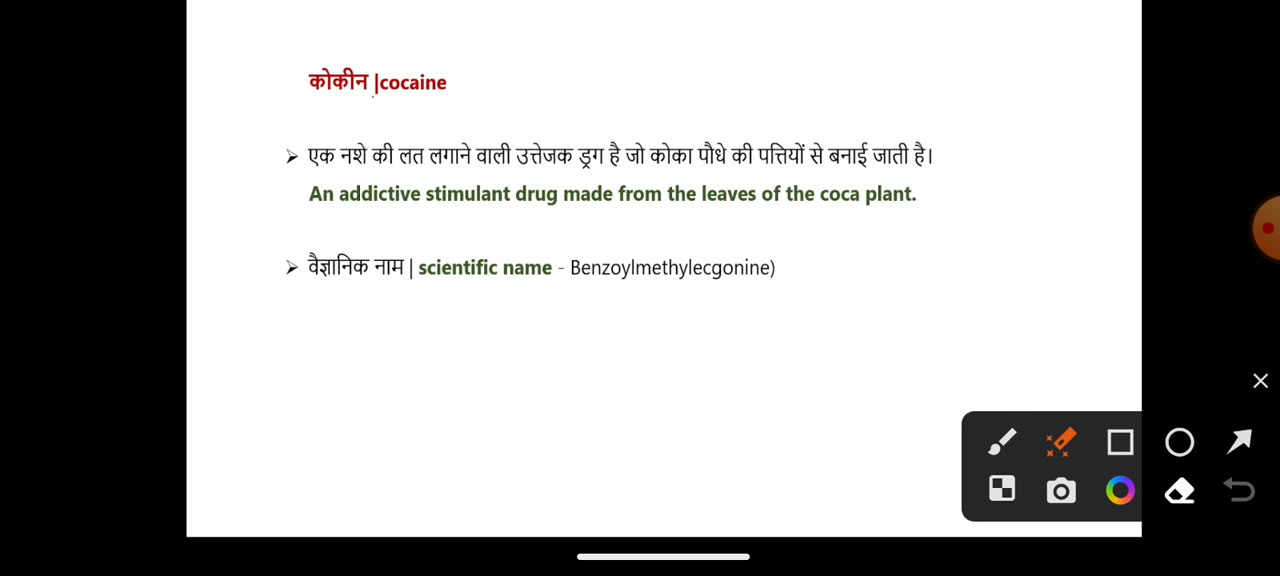 कोकीन |cocaine
➢ एक नशे की लत लगाने वाली उत्तेजक ड्रग है जो कोका पौधे की पत्तियों से बनाई जाती है।
An addictive stimulant drug made from the leaves of the coca plant.
➢ वैज्ञानिक नाम | scientific name - Benzoylmethylecgonine)